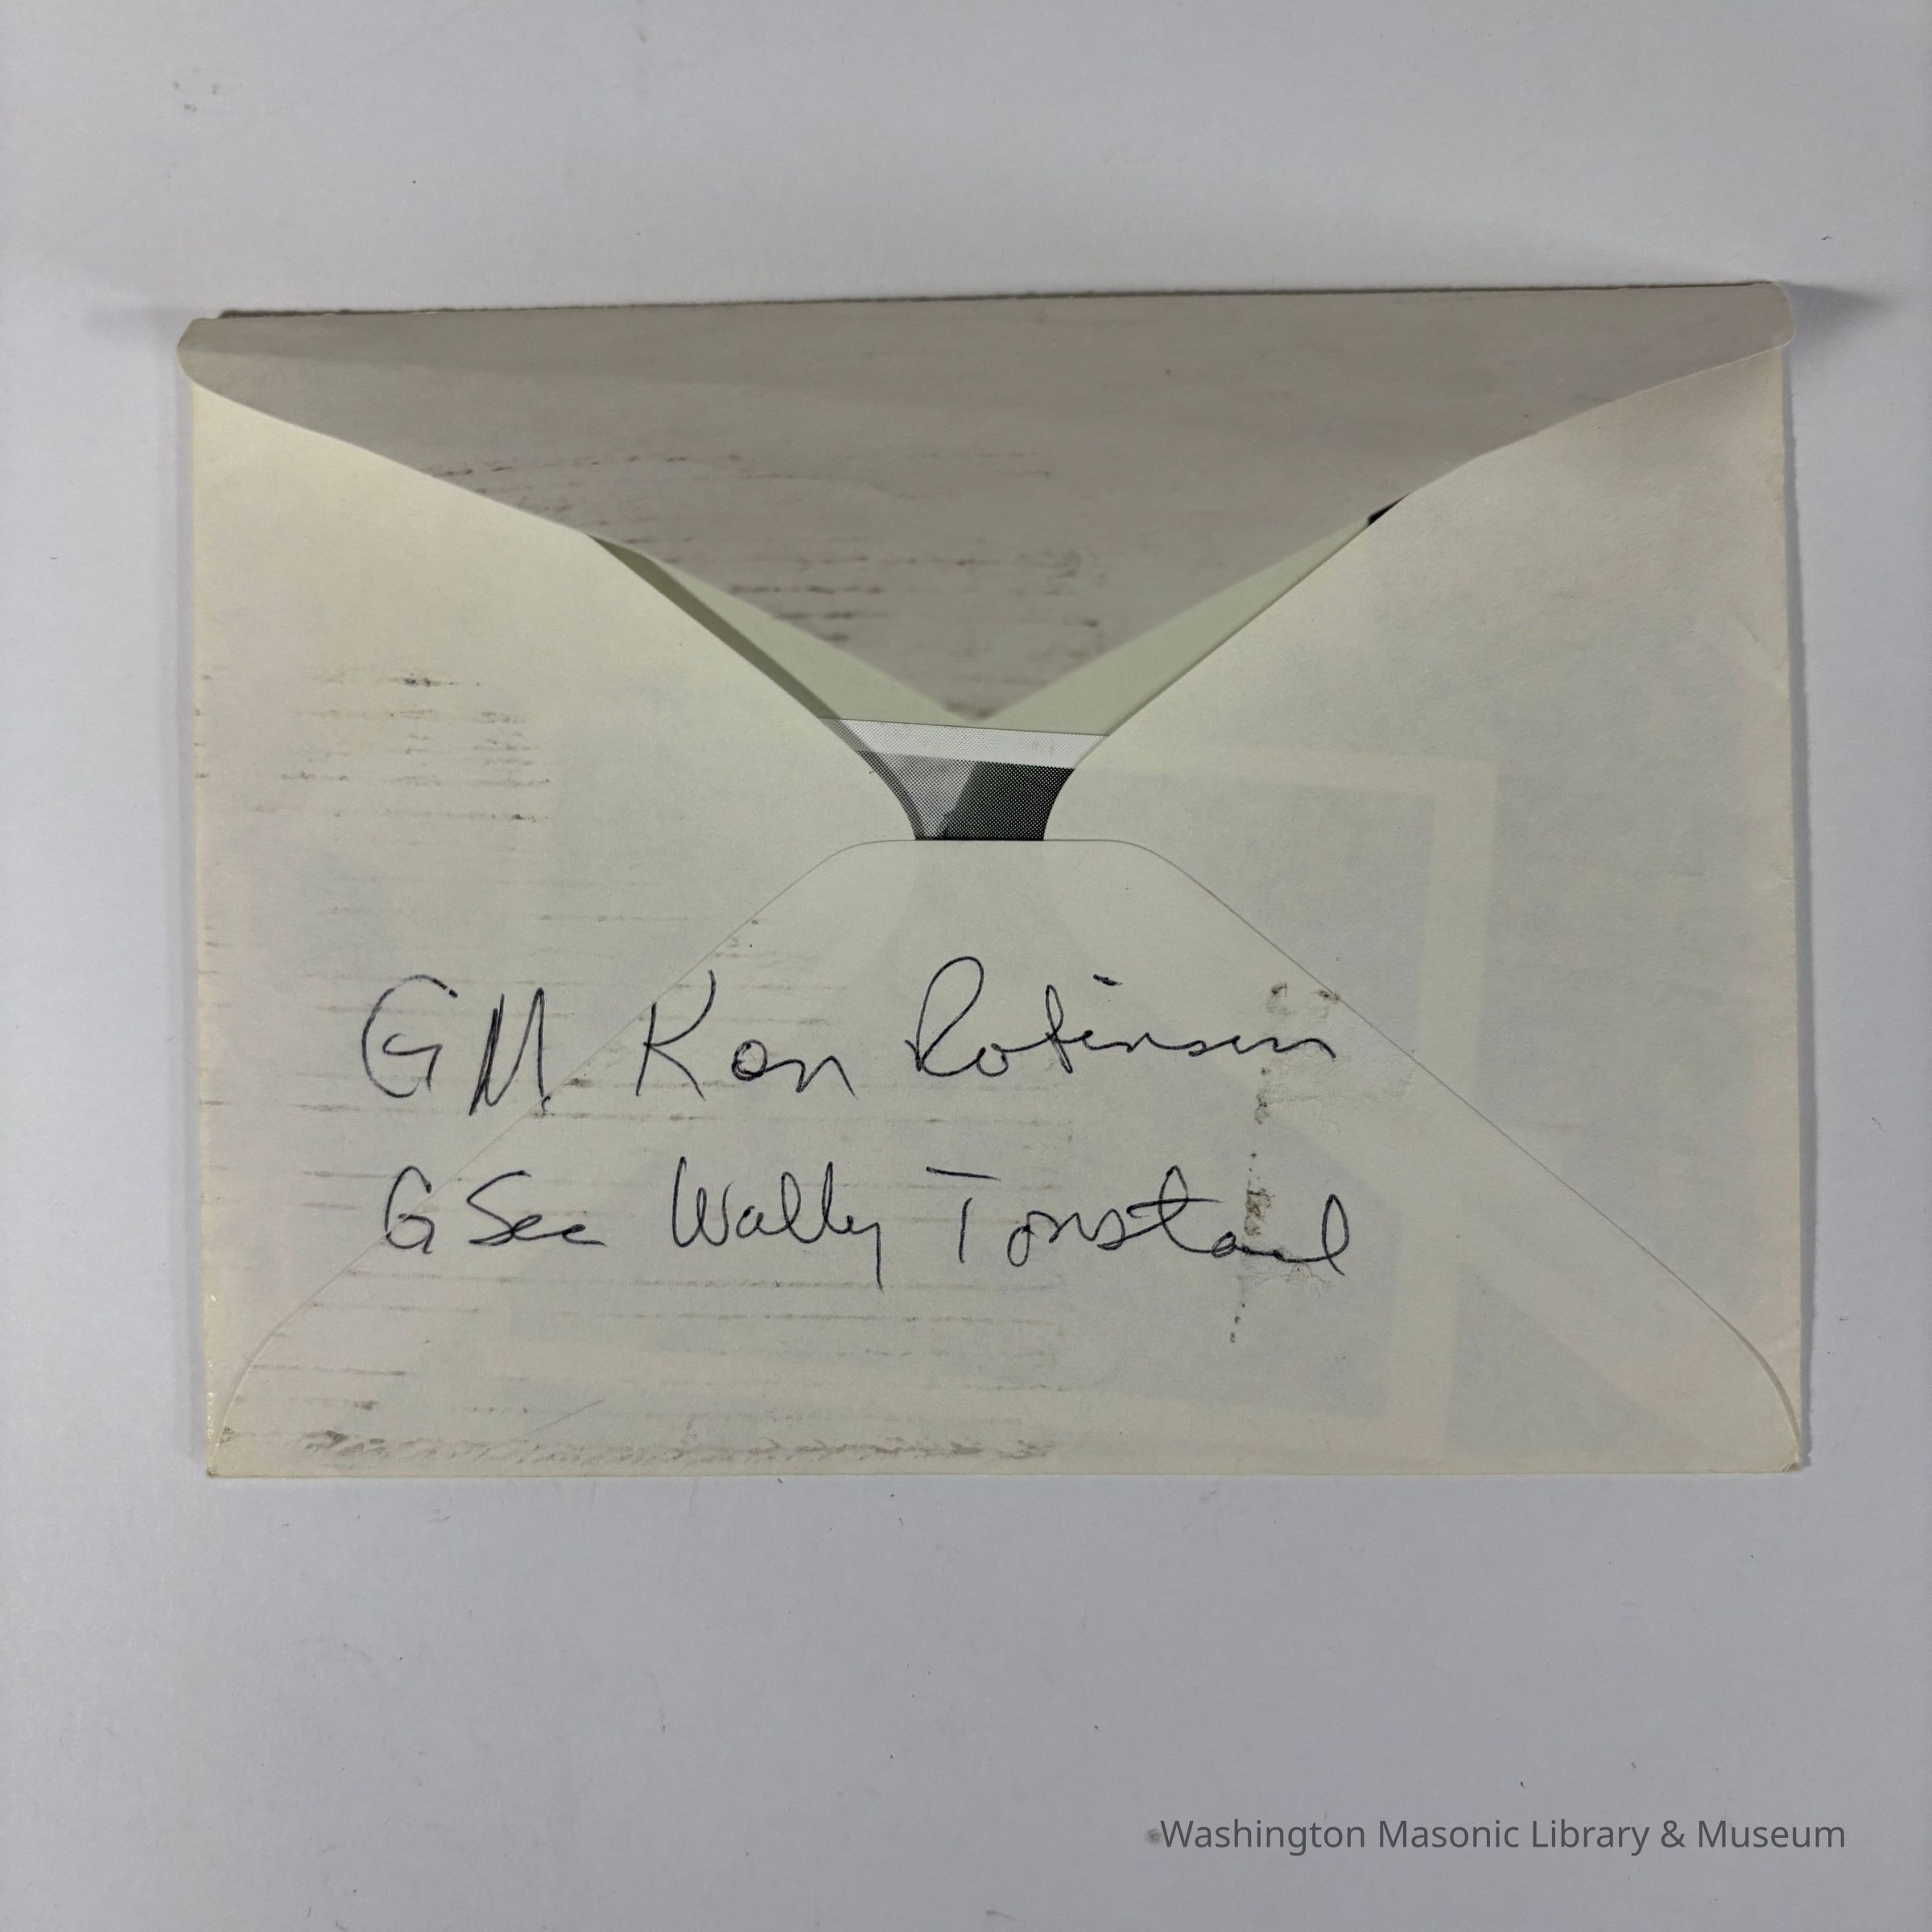 GM. Ken Robinson
G Sec Wally Tonstad
Washington Masonic Library & Museum